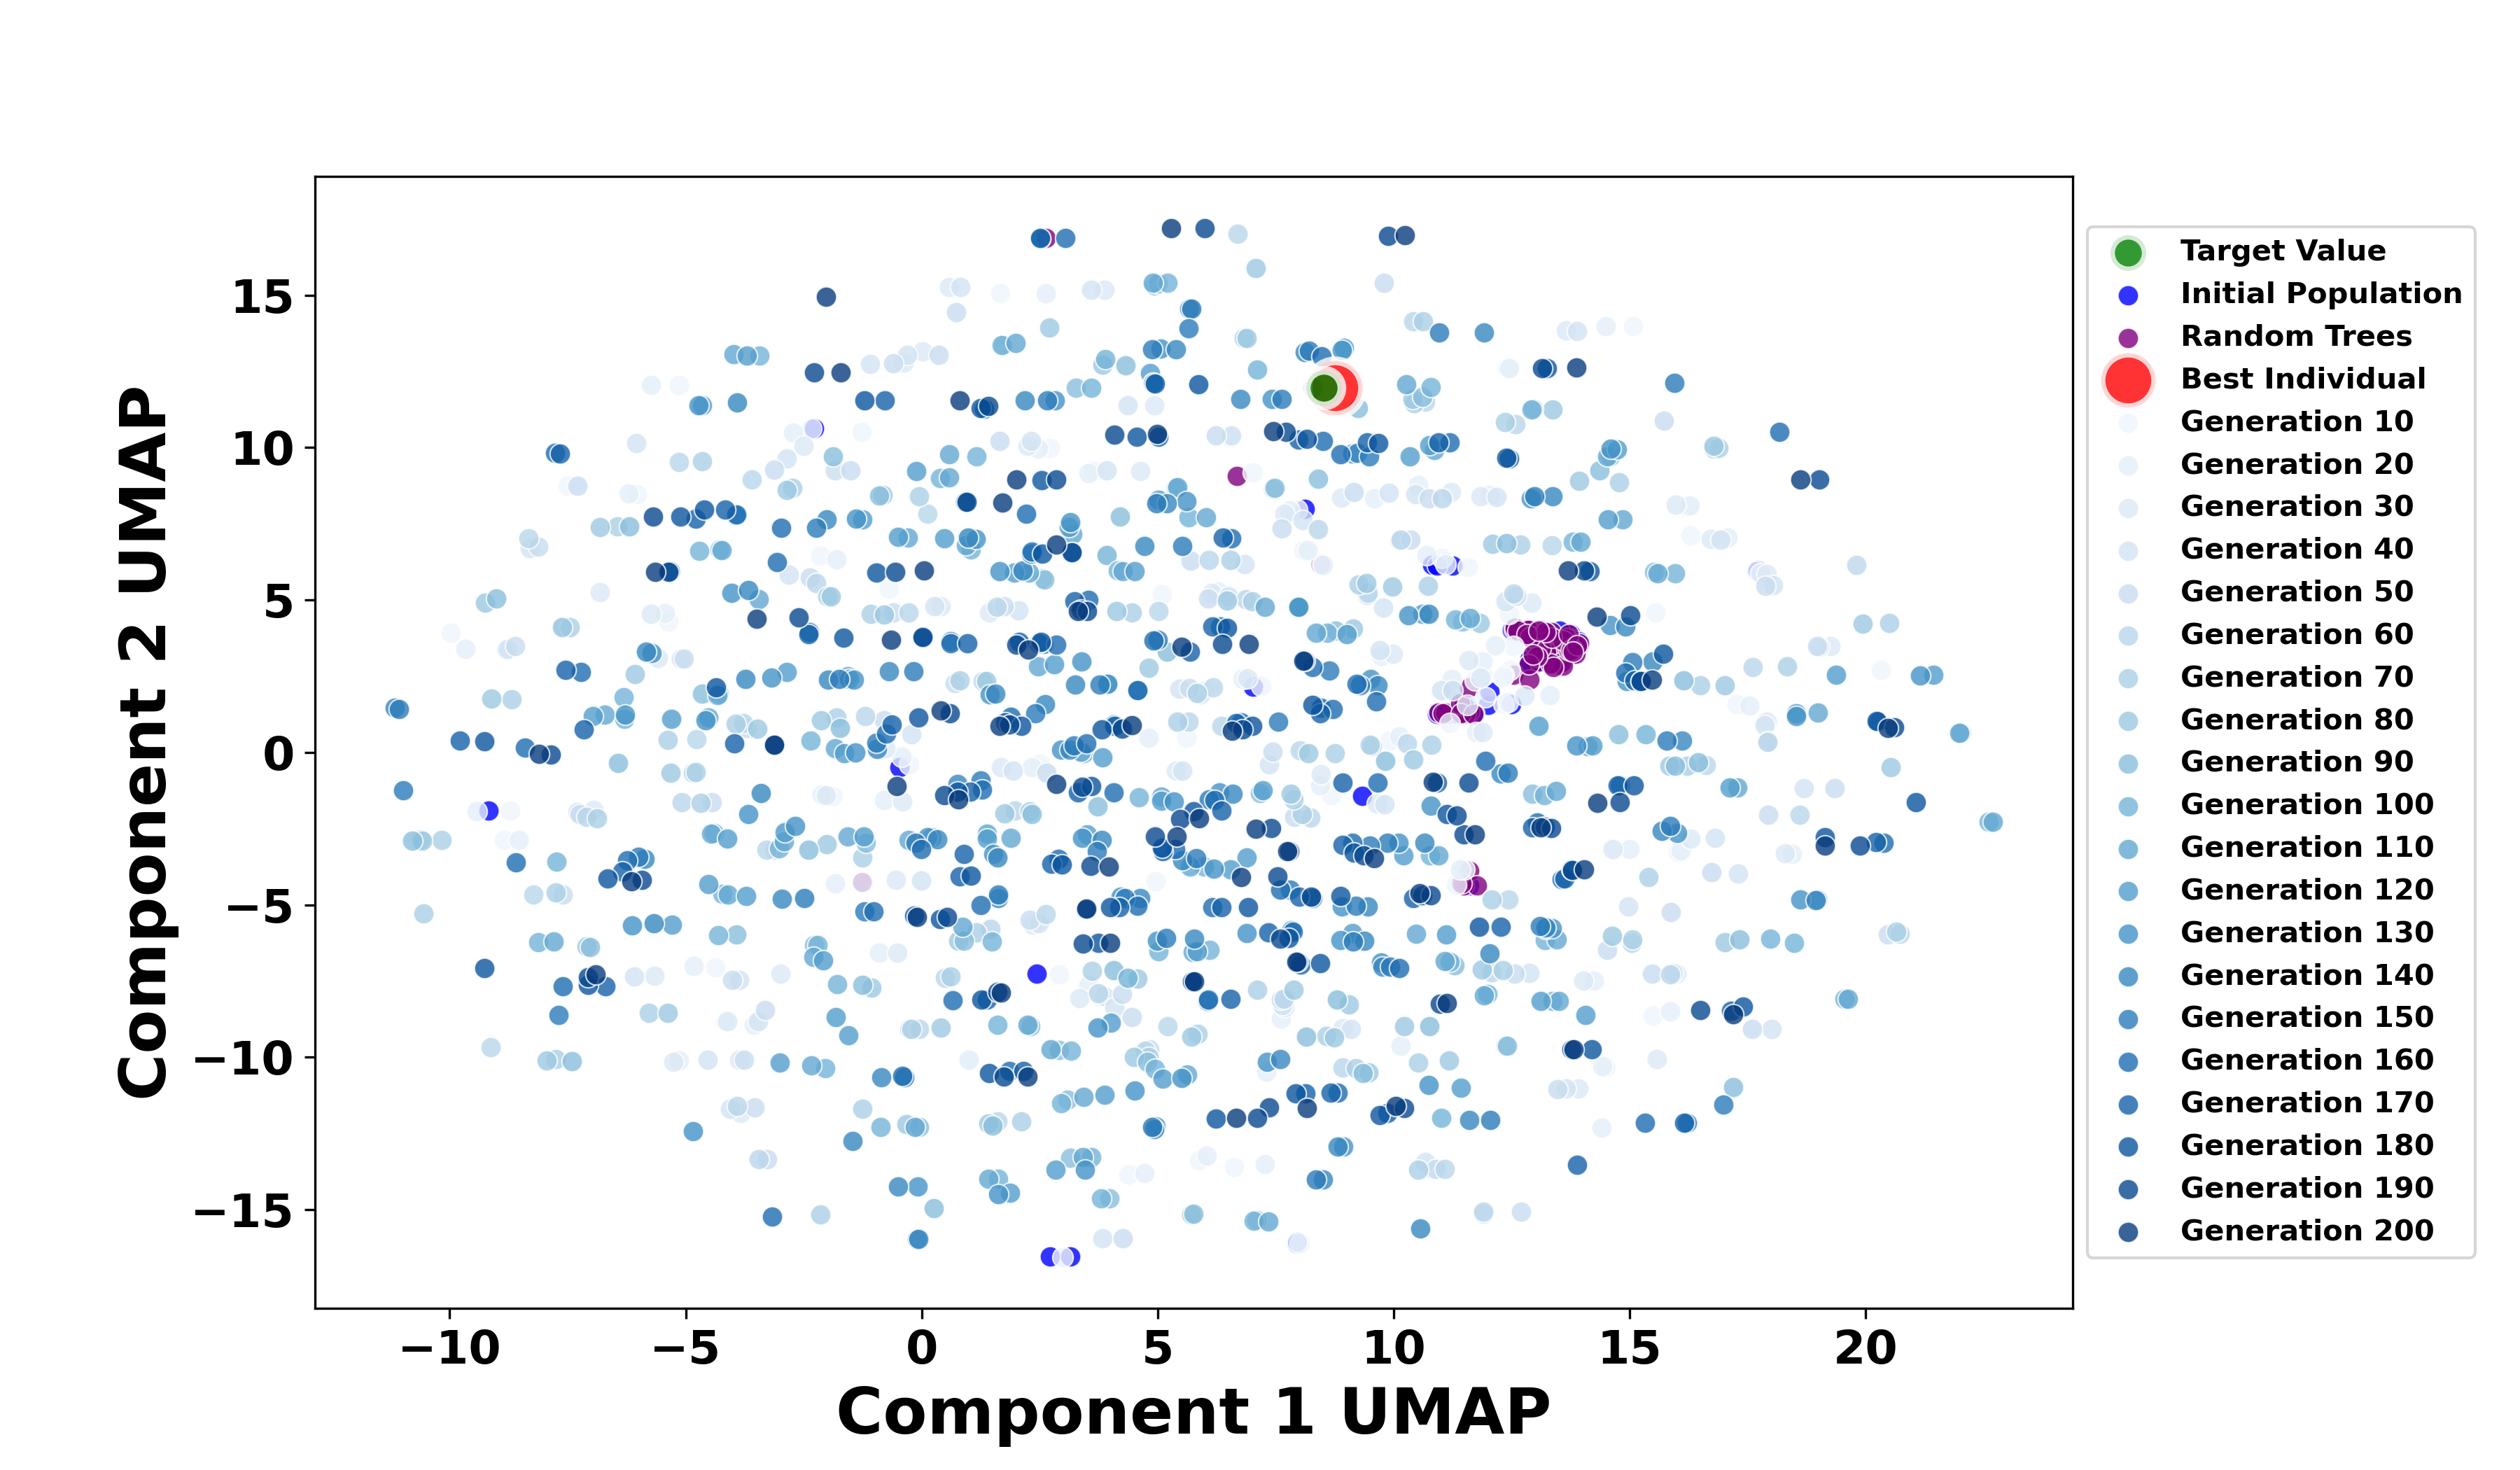 15
10
5
0
−5
−10
−15
Component 2 UMAP
−10
−5
0
5
10
15
20
Component 1 UMAP
Target Value
Initial Population
Random Trees
Best Individual
Generation 10
Generation 20
Generation 30
Generation 40
Generation 50
Generation 60
Generation 70
Generation 80
Generation 90
Generation 100
Generation 110
Generation 120
Generation 130
Generation 140
Generation 150
Generation 160
Generation 170
Generation 180
Generation 190
Generation 200